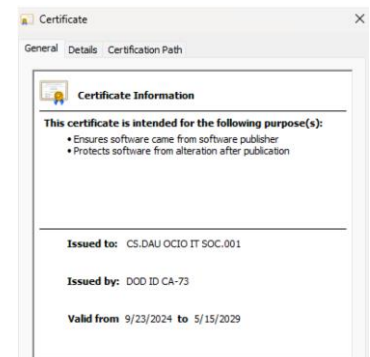 Certificate
General Details Certification Path
Certificate Information
This certificate is intended for the following purpose(s):
• Ensures software came from software publisher
• Protects software from alteration after publication
Issued to: CS.DAU OCIO IT SOC.001
Issued by: DOD ID CA-73
Valid from 9/23/2024 to 5/15/2029